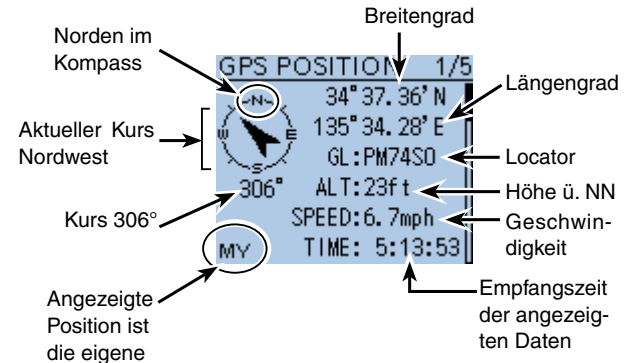 Breitengrad
Norden im
Kompass
GPS POSITION 1/5
34°37.36'N
Längengrad
135°34.28'E
N
W
E
S
Aktueller Kurs
Nordwest
GL:PM74SO
Locator
306°
ALT:23ft
Höhe ü. NN
Kurs 306°
SPEED:6.7mph
Geschwin-
digkeit
MY
TIME: 5:13:53
Angezeigte
Position ist
die eigene
Empfangszeit
der angezeig-
ten Daten